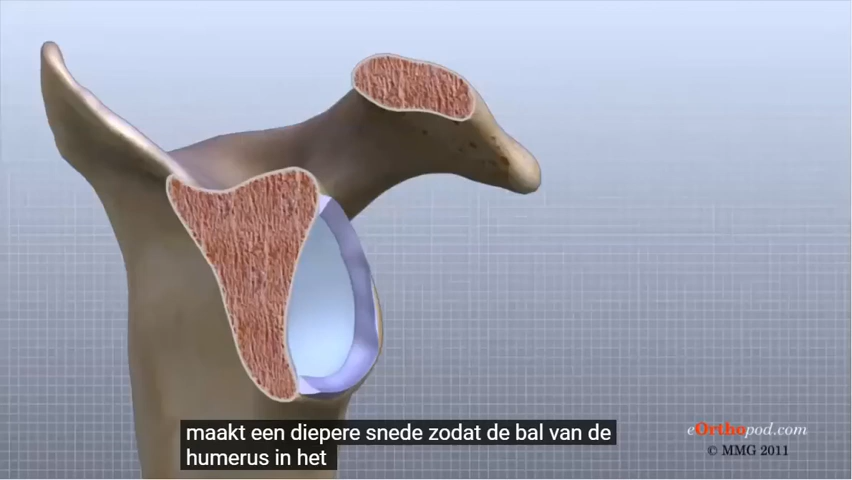 maakt een diepere snede zodat de bal van de
humerus in het
eOrthopod.com
© MMG 2011